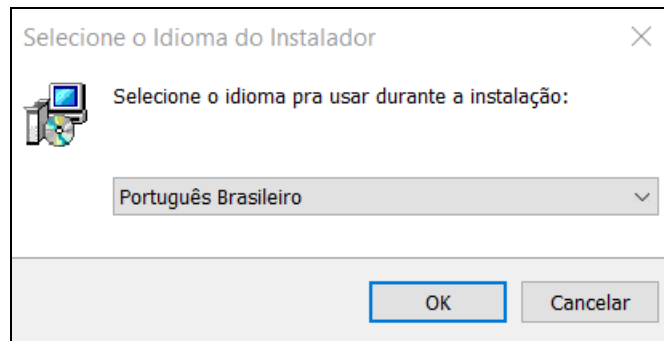 Selecione o Idioma do Instalador
Selecione o idioma pra usar durante a instalação:
Português Brasileiro
OK
Cancelar